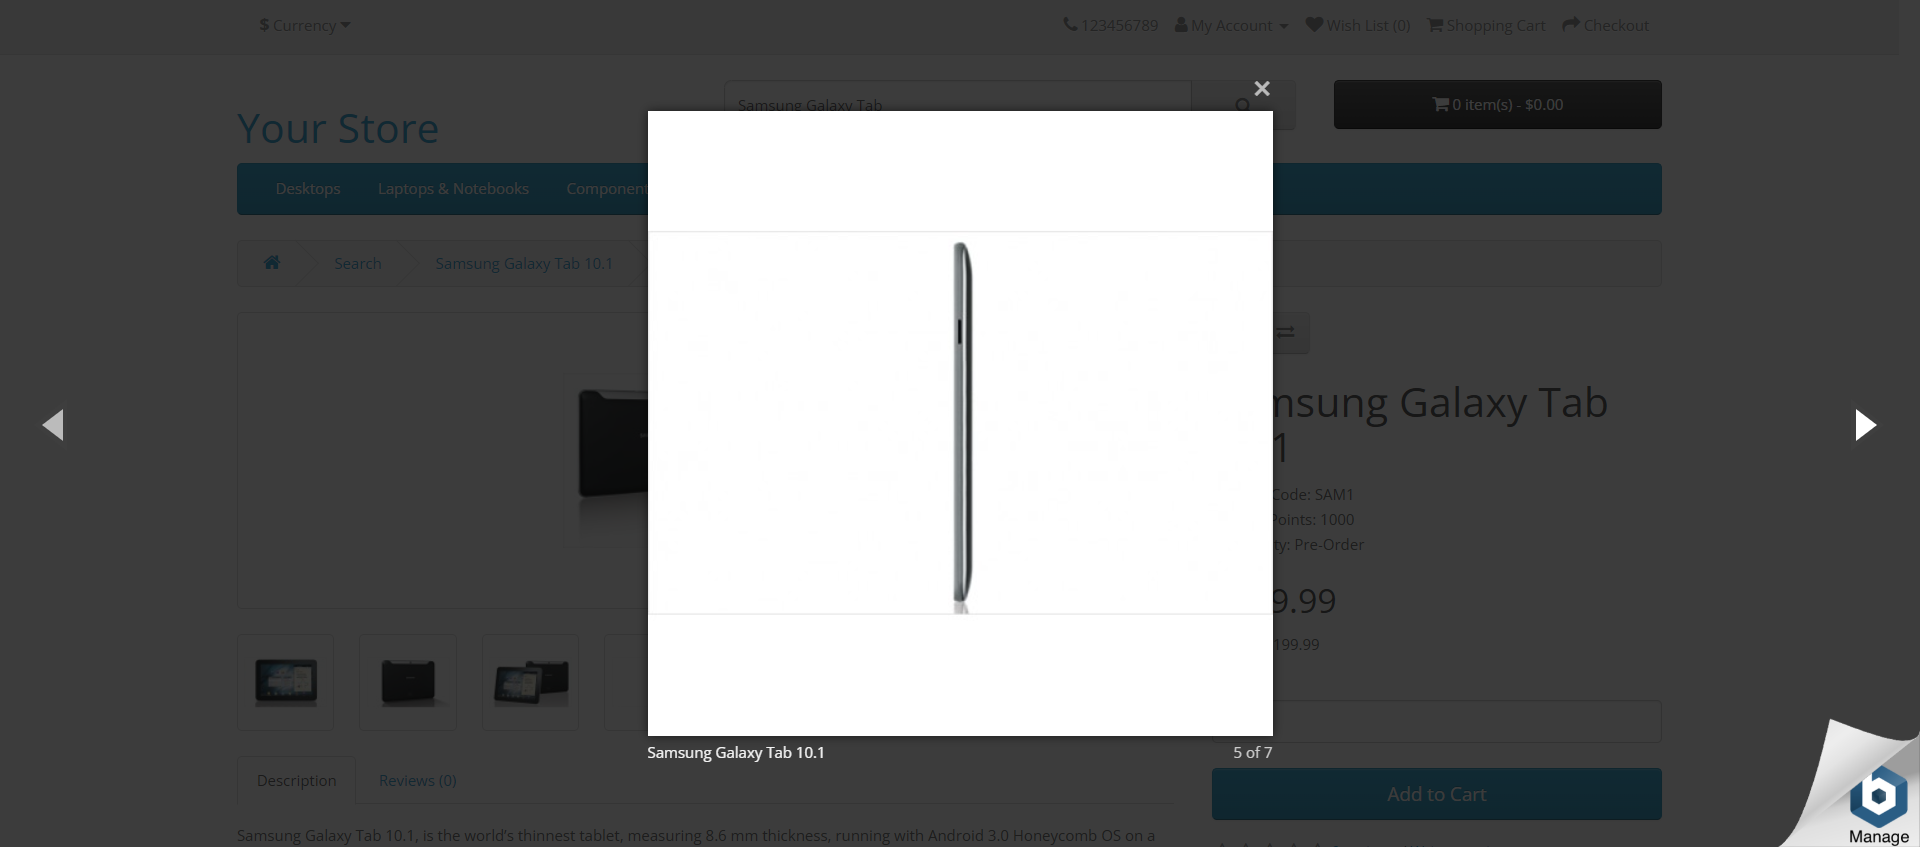 $ Currency
123456789 My Account Wish List (0) Shopping Cart Checkout
Samsung Galaxy Tab
0 item(s) - $0.00
Your Store
Desktops Laptops & Notebooks Component
Search Samsung Galaxy Tab 10.1
msung Galaxy Tab
1
Code: SAM1
Points: 1000
ty: Pre-Order
9.99
199.99
Samsung Galaxy Tab 10.1
5 of 7
Description Reviews (0)
Add to Cart
Samsung Galaxy Tab 10.1, is the world's thinnest tablet, measuring 8.6 mm thickness, running with Android 3.0 Honeycomb OS on a
Manage